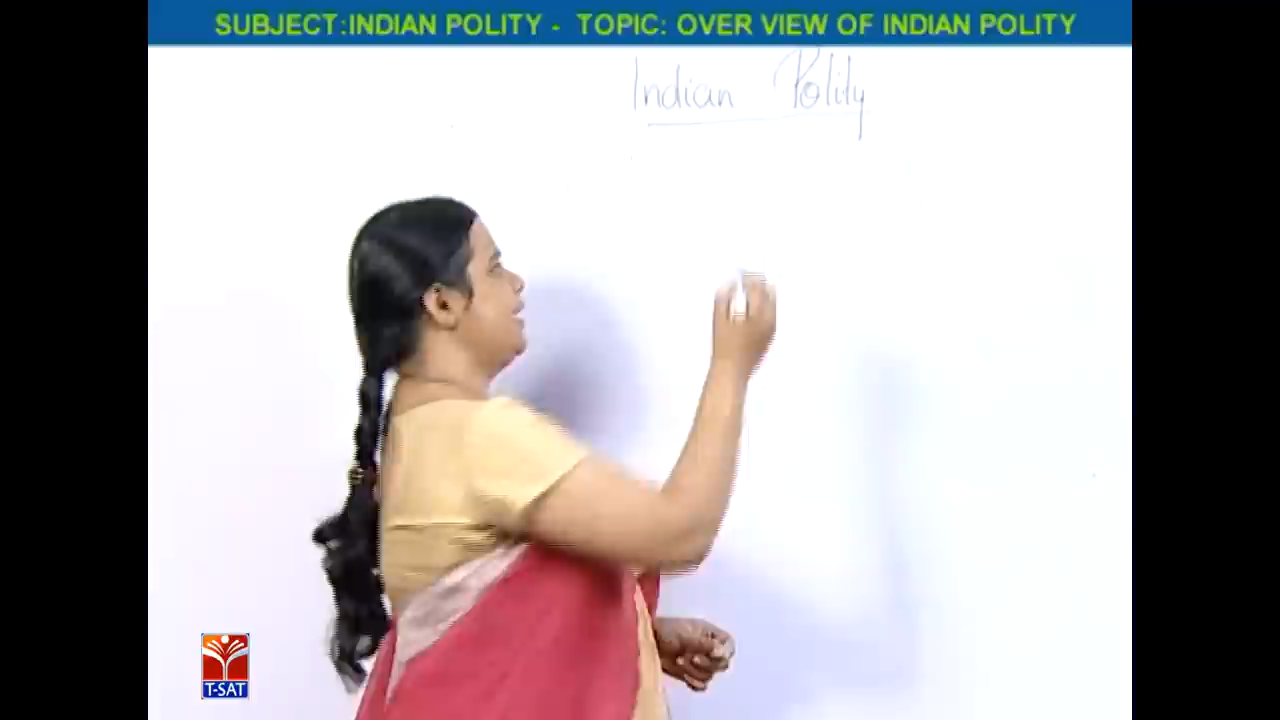 SUBJECT:INDIAN POLITY - TOPIC: OVER VIEW OF INDIAN POLITY
Indian Polity
T-SAT